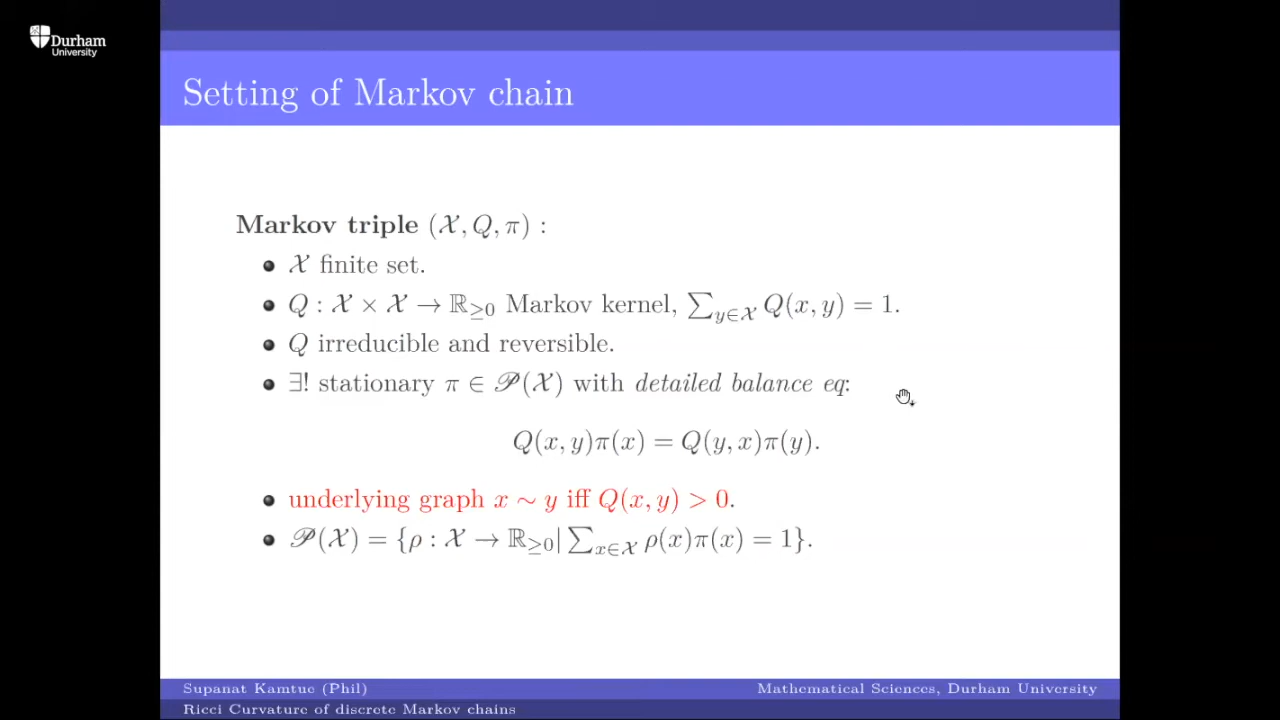 Durham
University
Setting of Markov chain
Markov triple (𝒳, Q, π) :
𝒳 finite set.
Q : 𝒳 × 𝒳 → ℝ≥0 Markov kernel, ∑y∈𝒳 Q(x, y) = 1.
Q irreducible and reversible.
∃! stationary π ∈ 𝒫(𝒳) with detailed balance eq:
Q(x, y)π(x) = Q(y, x)π(y).
underlying graph x ∼ y iff Q(x, y) > 0.
𝒫(𝒳) = {ρ : 𝒳 → ℝ≥0| ∑x∈𝒳 ρ(x)π(x) = 1}.
Supanat Kamtue (Phil)
Mathematical Sciences, Durham University
Ricci Curvature of discrete Markov chains